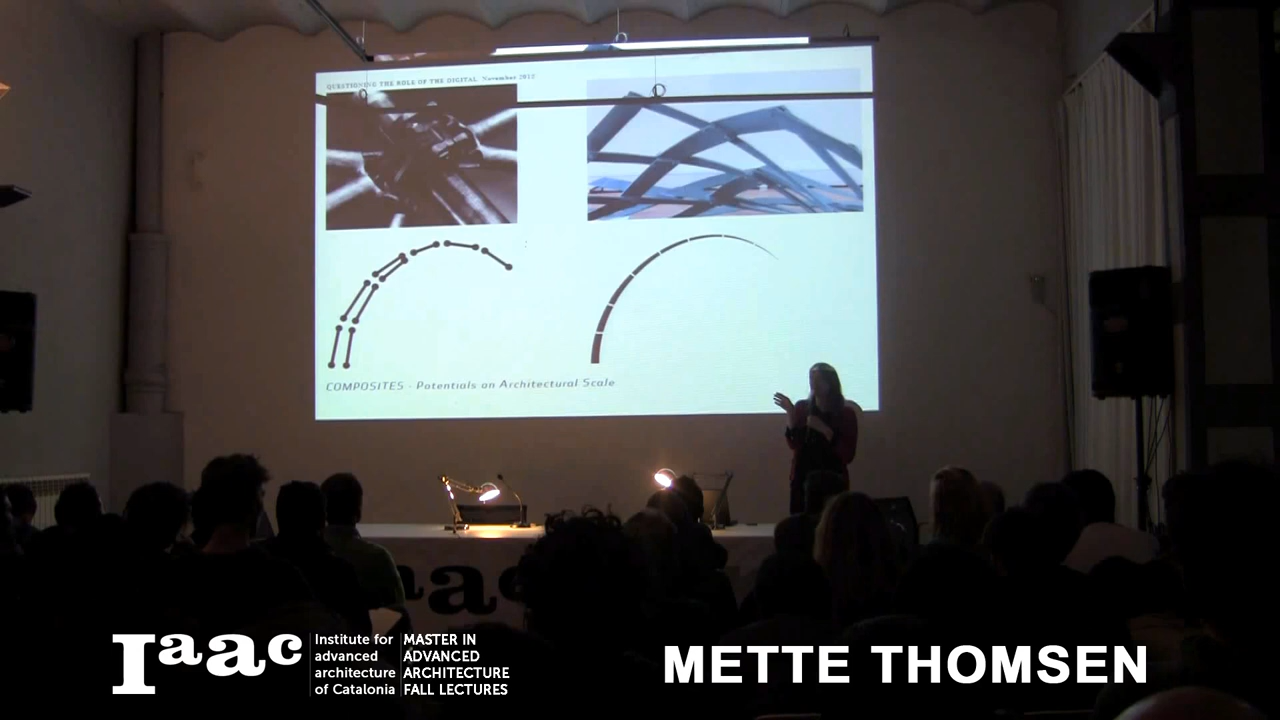 QUESTIONING THE ROLE OF THE DIGITAL November 2012
COMPOSITES - Potentials on Architectural Scale
Iaac
Iaac
Institute for
advanced
architecture
of Catalonia
MASTER IN
ADVANCED
ARCHITECTURE
FALL LECTURES
METTE THOMSEN